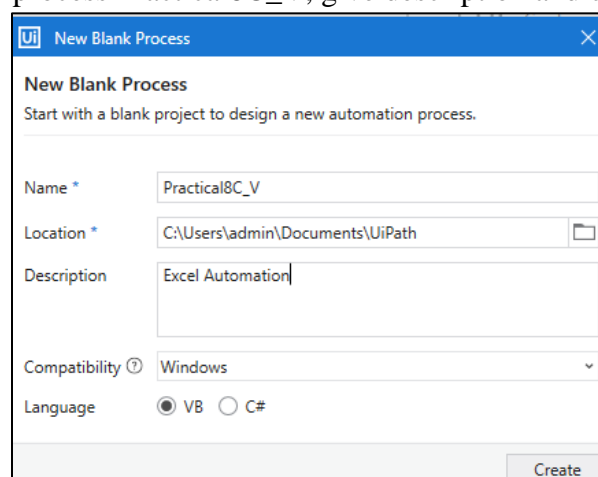 Ui New Blank Process
New Blank Process
Start with a blank project to design a new automation process.
Name * Practical8C_V
Location * C:\Users\admin\Documents\UiPath
Description Excel Automation
Compatibility ? Windows
Language VB C#
Create